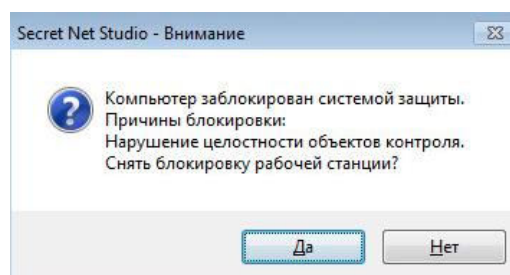 Secret Net Studio - Внимание
Компьютер заблокирован системой защиты.
Причины блокировки:
Нарушение целостности объектов контроля.
Снять блокировку рабочей станции?
Да
Нет